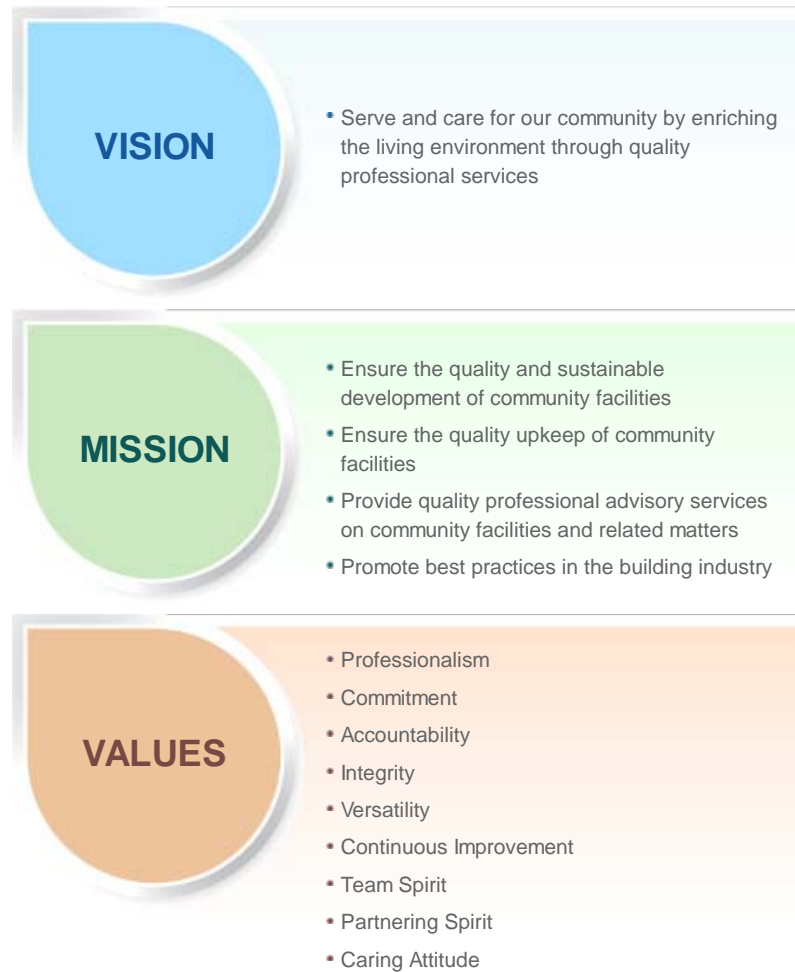 VISION
• Serve and care for our community by enriching
the living environment through quality
professional services
MISSION
• Ensure the quality and sustainable
development of community facilities
• Ensure the quality upkeep of community
facilities
• Provide quality professional advisory services
on community facilities and related matters
• Promote best practices in the building industry
VALUES
• Professionalism
• Commitment
• Accountability
• Integrity
• Versatility
• Continuous Improvement
• Team Spirit
• Partnering Spirit
• Caring Attitude